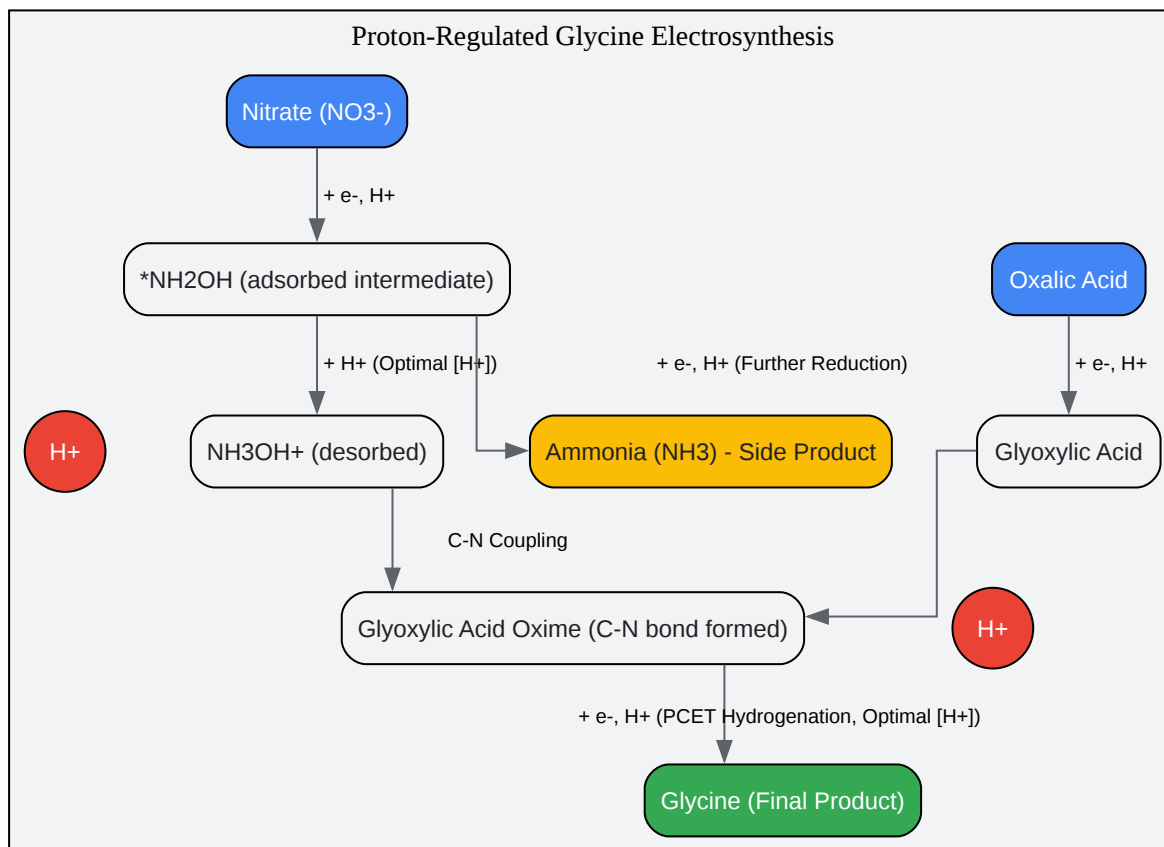 Proton-Regulated Glycine Electrosynthesis
Nitrate (NO3-)
+ e-, H+
*NH2OH (adsorbed intermediate)
Oxalic Acid
+ H+ (Optimal [H+])
+ e-, H+ (Further Reduction)
+ e-, H+
H+
NH3OH+ (desorbed)
Ammonia (NH3) - Side Product
Glyoxylic Acid
C-N Coupling
Glyoxylic Acid Oxime (C-N bond formed)
H+
+ e-, H+ (PCET Hydrogenation, Optimal [H+])
Glycine (Final Product)